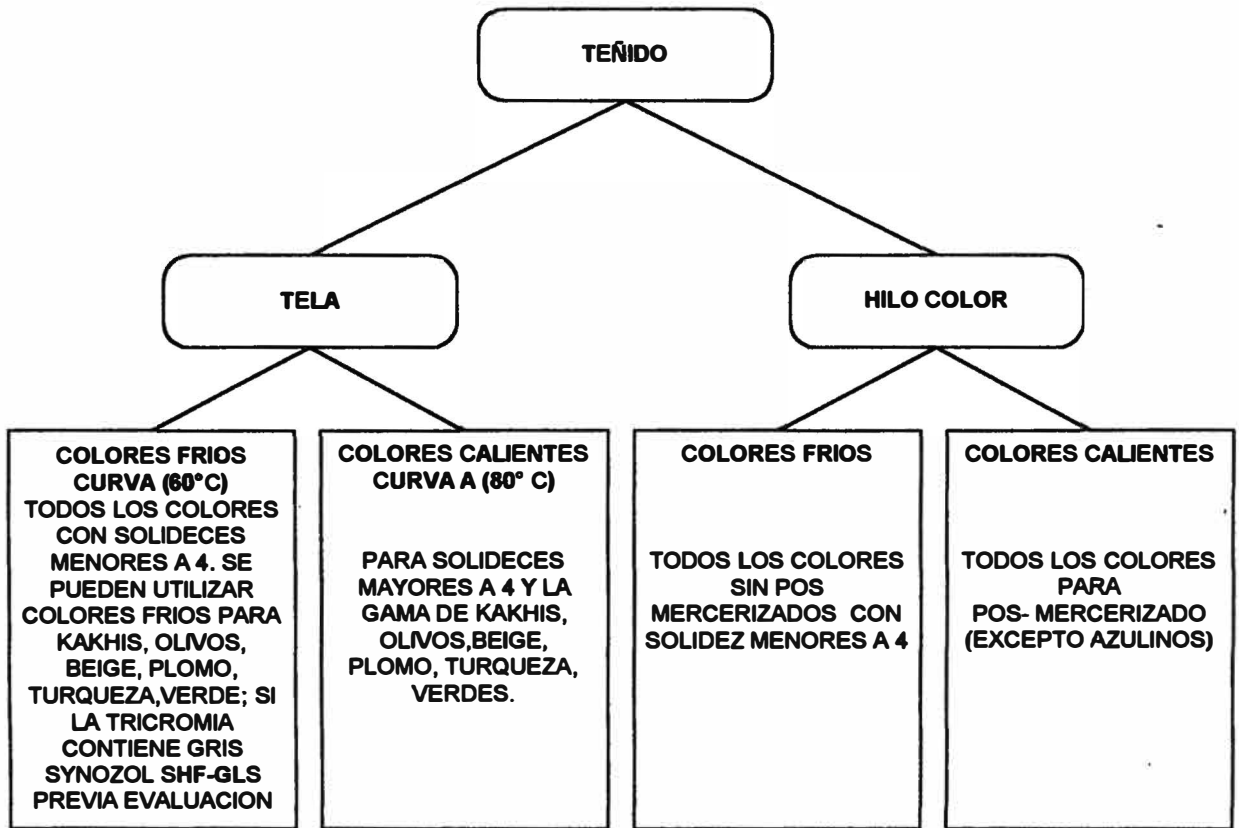 TEÑIDO
TELA
HILO COLOR
COLORES FRIOS
CURVA (60°C)
TODOS LOS COLORES
CON SOLIDECES
MENORES A 4. SE
PUEDEN UTILIZAR
COLORES FRIOS PARA
KAKHIS, OLIVOS,
BEIGE, PLOMO,
TURQUEZA,VERDE; SI
LA TRICROMIA
CONTIENE GRIS
SYNOZOL SHF-GLS
PREVIA EVALUACION
COLORES CALIENTES
CURVA A (80° C)
PARA SOLIDECES
MAYORES A 4 Y LA
GAMA DE KAKHIS,
OLIVOS,BEIGE,
PLOMO, TURQUEZA,
VERDES.
COLORES FRIOS
TODOS LOS COLORES
SIN POS
MERCERIZADOS CON
SOLIDEZ MENORES A 4
COLORES CALIENTES
TODOS LOS COLORES
PARA
POS- MERCERIZADO
(EXCEPTO AZULINOS)